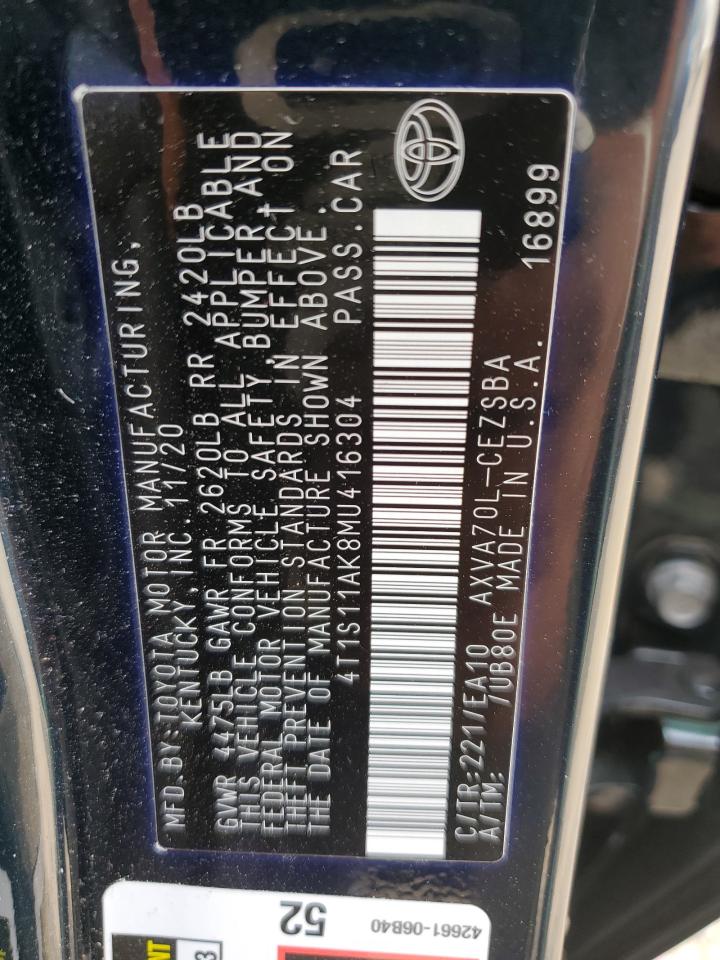 MFD.BY:TOYOTA MOTOR MANUFACTURING,
KENTUCKY, INC.11/20
GVWR 4475LB GAWR FR 2620LB RR 2420LB
THIS VEHICLE CONFORMS TO ALL APPLICABLE
FEDERAL MOTOR VEHICLE SAFETY, BUMPER AND
THEFT PREVENTION STANDARDS IN EFFECT ON
THE DATE OF MANUFACTURE SHOWN ABOVE.
4T1S11AK8MU416304 PASS.CAR
C/TR:221/EA10 AXVA70L-CEZSBA
A/TM: /UB80E MADE IN U.S.A. 16899
52
42661-06B40